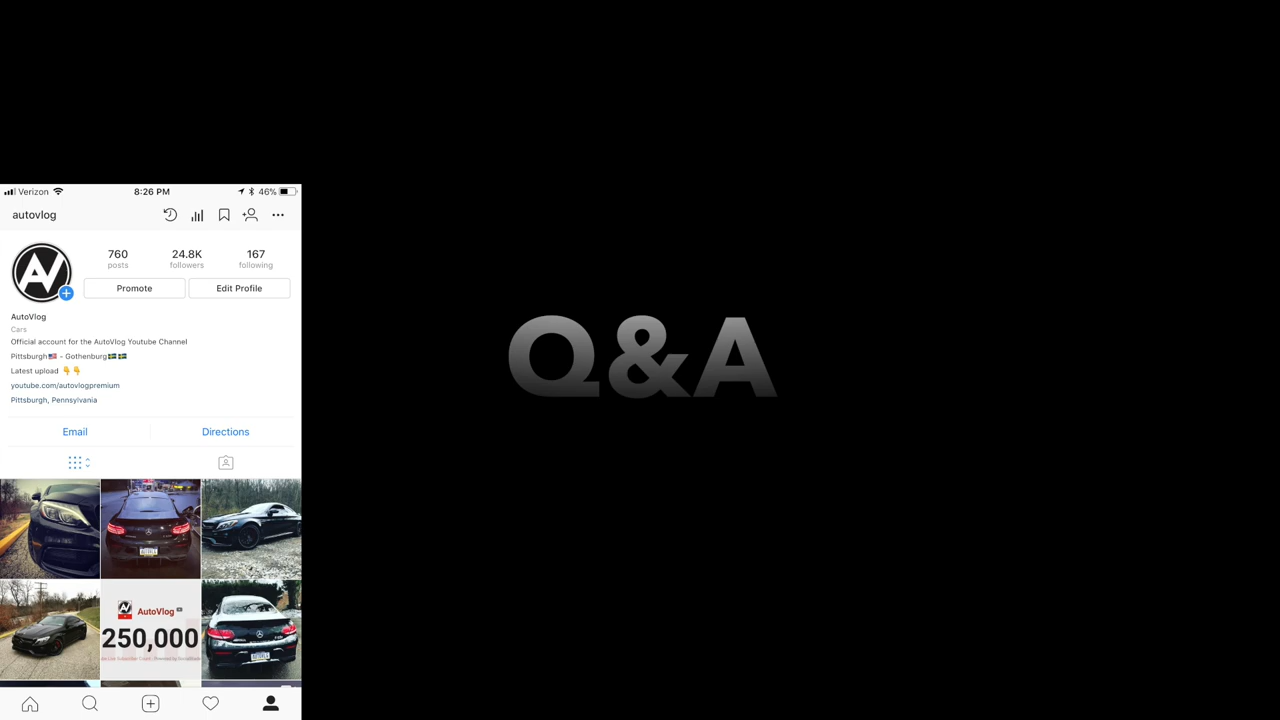 Verizon 8:26 PM 46%
autovlog
760 24.8K 167
posts followers following
Promote Edit Profile
AutoVlog
Cars
Official account for the AutoVlog Youtube Channel
Pittsburgh🇺🇸 - Gothenburg🇸🇪🇸🇪
Latest upload 👇👇
youtube.com/autovlogpremium
Pittsburgh, Pennsylvania
Email Directions
AV AutoVlog
250,000
Q&A